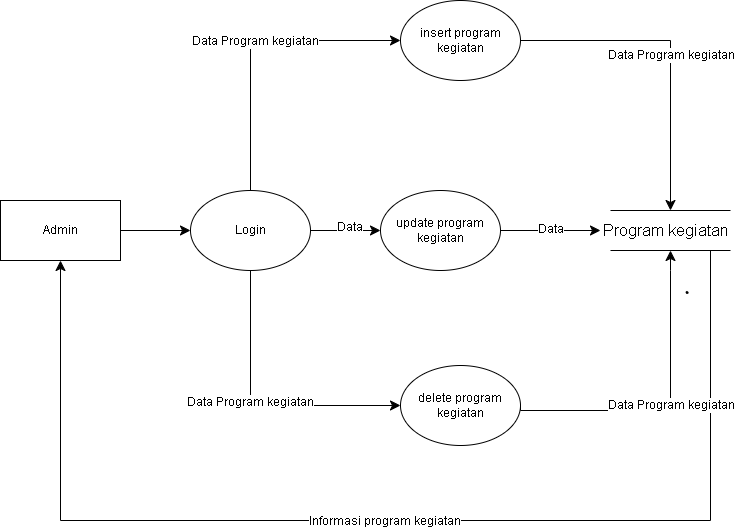 insert program
kegiatan
Data Program kegiatan
Data Program kegiatan
Admin
Login
Data
update program
kegiatan
Data
Program kegiatan
delete program
kegiatan
Data Program kegiatan
Data Program kegiatan
Informasi program kegiatan